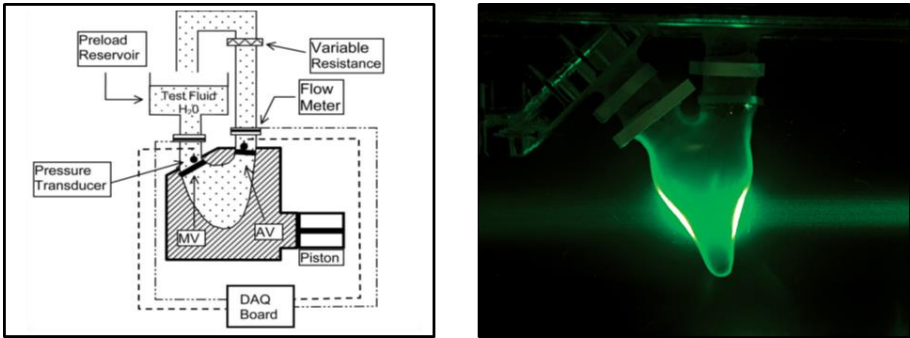 Preload
Reservoir
Variable
Resistance
Test Fluid
H20
Flow
Meter
Pressure
Transducer
MV
AV
Piston
DAQ
Board